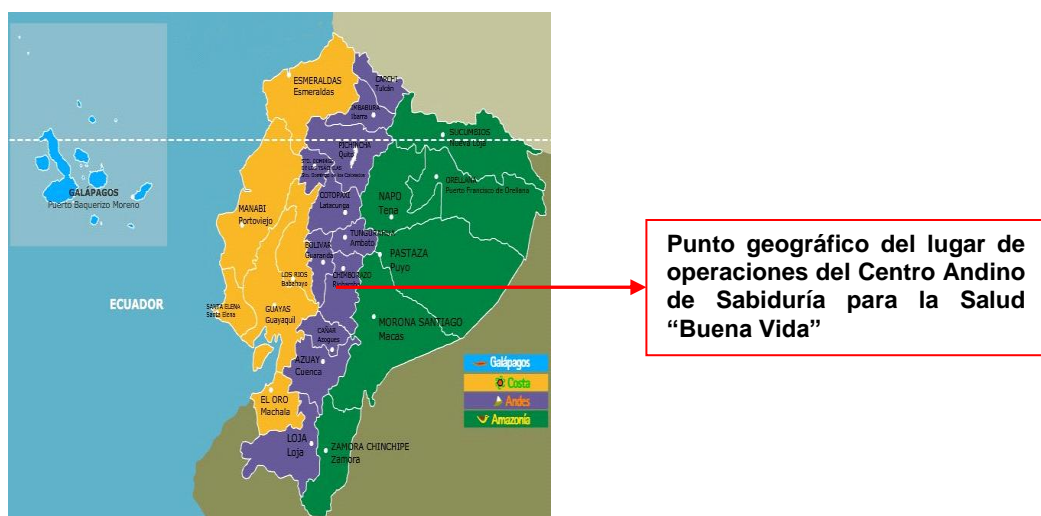 ESMERALDAS
Esmeraldas
CARCHI
Tulcán
IMBABURA
Ibarra
SUCUMBIOS
Nueva Loja
PICHINCHA
Quito
ORELLANA
Puerto Francisco de Orellana
GALÁPAGOS
Puerto Baquerizo Moreno
NAPO
Tena
COTOPAXI
Latacunga
MANABI
Portoviejo
TUNGURAHUA
Ambato
BOLIVAR
Guaranda
PASTAZA
Puyo
CHIMBORAZO
Riobamba
LOS RIOS
Babahoyo
Punto geográfico del lugar de
operaciones del Centro Andino
de Sabiduría para la Salud
“Buena Vida”
ECUADOR
SANTA ELENA
Santa Elena
GUAYAS
Guayaquil
MORONA SANTIAGO
Macas
CAÑAR
Azogues
AZUAY
Cuenca
EL ORO
Machala
LOJA
Loja
ZAMORA CHINCHIPE
Zamora
Galápagos
Costa
Andes
Amazonía